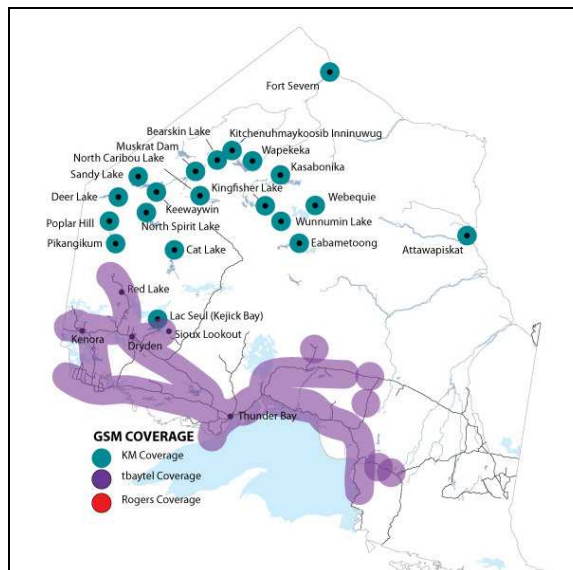 Fort Severn
Bearskin Lake
Kitchenuhmaykoosib Inninuwug
Muskrat Dam
Wapekeka
North Caribou Lake
Kasabonika
Sandy Lake
Kingfisher Lake
Deer Lake
Keewaywin
Webequie
Poplar Hill
North Spirit Lake
Wunnumin Lake
Pikangikum
Cat Lake
Eabametoong
Attawapiskat
Red Lake
Lac Seul (Kejick Bay)
Kenora
Dryden
Sioux Lookout
Thunder Bay
GSM COVERAGE
KM Coverage
tbaytel Coverage
Rogers Coverage